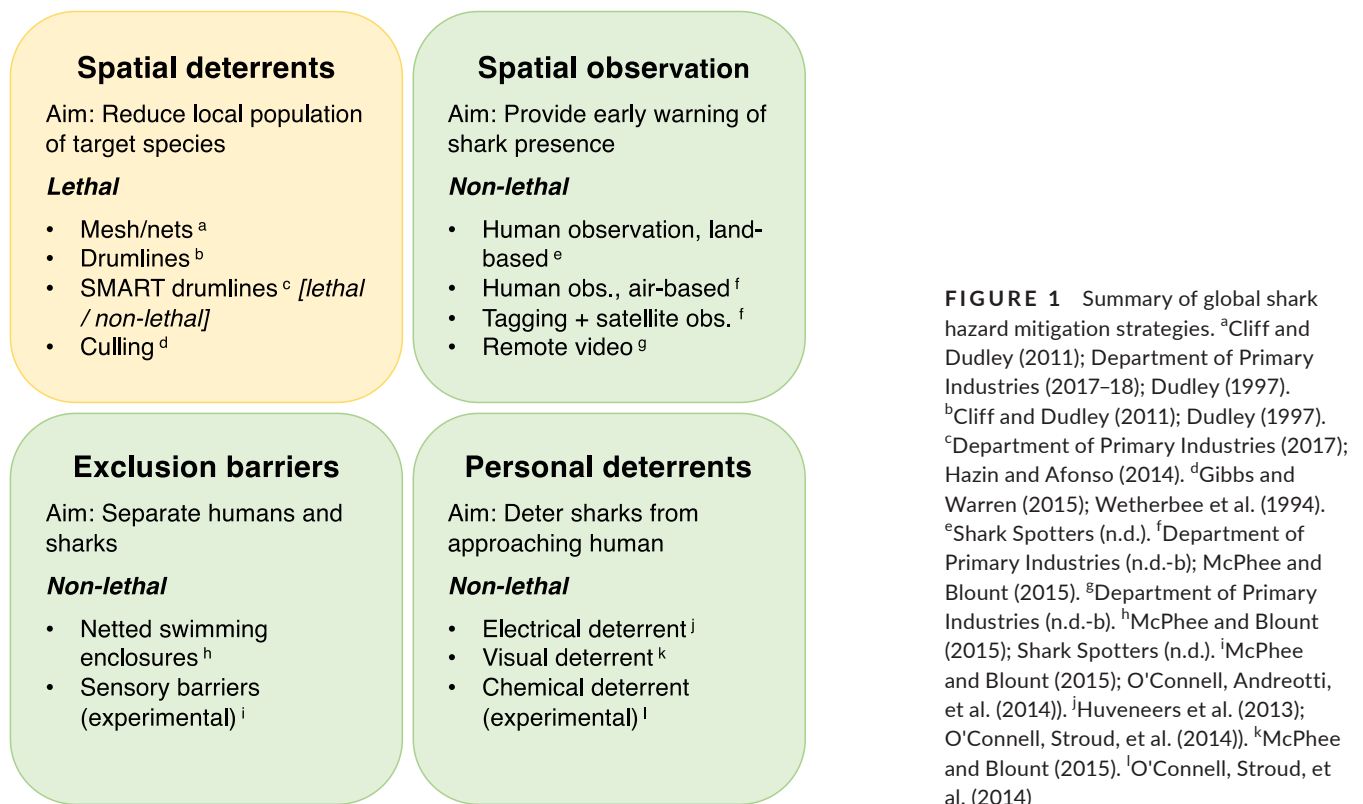 Spatial deterrents
Aim: Reduce local population
of target species
Lethal
• Mesh/nets a
• Drumlines b
• SMART drumlines c [lethal
/ non-lethal]
• Culling d
Spatial observation
Aim: Provide early warning of
shark presence
Non-lethal
• Human observation, land-
based e
• Human obs., air-based f
• Tagging + satellite obs. f
• Remote video g
Exclusion barriers
Aim: Separate humans and
sharks
Non-lethal
• Netted swimming
enclosures h
• Sensory barriers
(experimental) i
Personal deterrents
Aim: Deter sharks from
approaching human
Non-lethal
• Electrical deterrent j
• Visual deterrent k
• Chemical deterrent
(experimental) l
FIGURE 1 Summary of global shark
hazard mitigation strategies. aCliff and
Dudley (2011); Department of Primary
Industries (2017–18); Dudley (1997).
bCliff and Dudley (2011); Dudley (1997).
cDepartment of Primary Industries (2017);
Hazin and Afonso (2014). dGibbs and
Warren (2015); Wetherbee et al. (1994).
eShark Spotters (n.d.). fDepartment of
Primary Industries (n.d.-b); McPhee and
Blount (2015). gDepartment of Primary
Industries (n.d.-b). hMcPhee and Blount
(2015); Shark Spotters (n.d.). iMcPhee
and Blount (2015); O'Connell, Andreotti,
et al. (2014)). jHuveneers et al. (2013);
O'Connell, Stroud, et al. (2014)). kMcPhee
and Blount (2015). lO'Connell, Stroud, et
al. (2014)